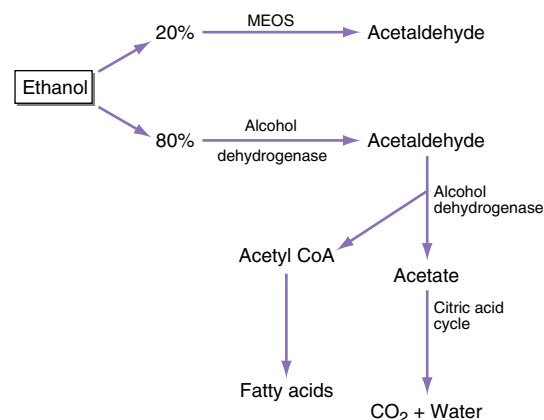 MEOS
20%
Acetaldehyde
Ethanol
80%
Alcohol
dehydrogenase
Acetaldehyde
Alcohol
dehydrogenase
Acetyl CoA
Acetate
Citric acid
cycle
Fatty acids
CO₂ + Water